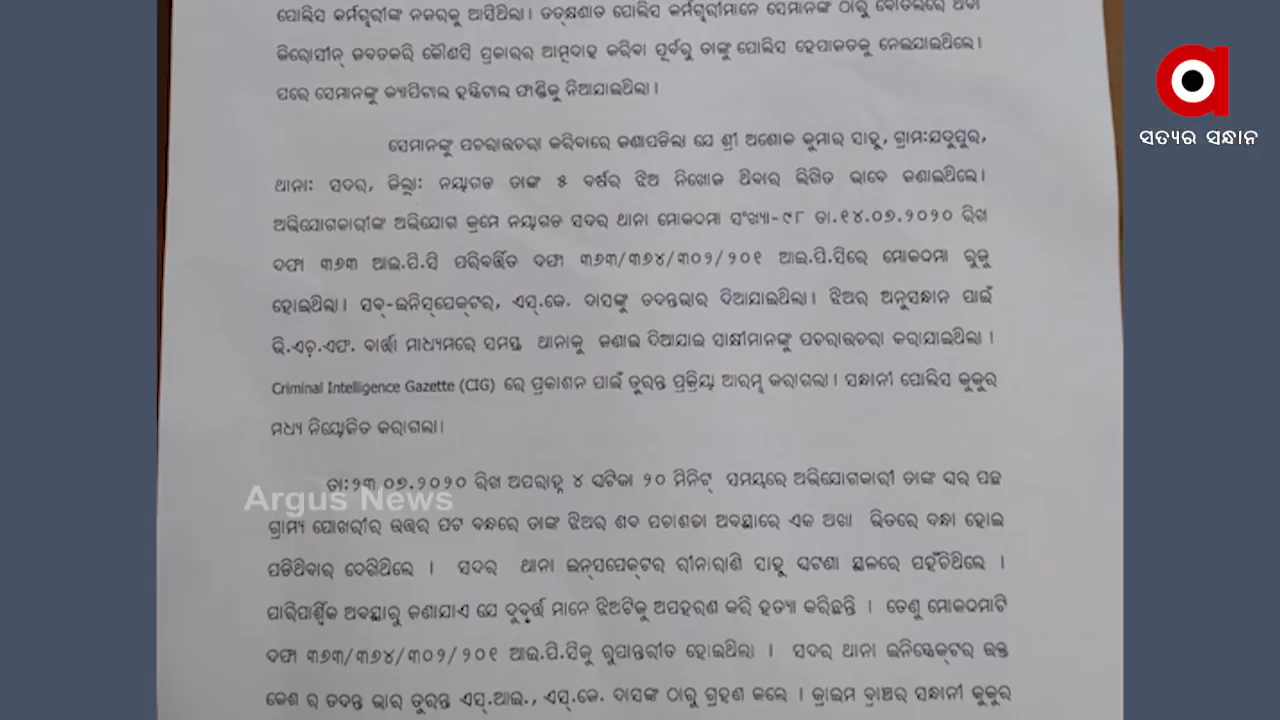 ପୋଲିସ କର୍ମଚାରୀଙ୍କ ନଜରକୁ ଆସିଥିଲା। ତତ୍‌କ୍ଷଣାତ ପୋଲିସ କର୍ମଚାରୀମାନେ ସେମାନଙ୍କ ଠାରୁ ବୋତଲରେ ଥିବା
କିରୋସୀନ୍ ଜବତକରି କୌଣସି ପ୍ରକାରର ଆତ୍ମଦାହ କରିବା ପୂର୍ବରୁ ତାଙ୍କୁ ପୋଲିସ ହେପାଜତକୁ ନେଇଯାଇଥିଲେ।
ପରେ ସେମାନଙ୍କୁ କ୍ୟାପିଟାଲ ହସ୍ପିଟାଲ ଫାଣ୍ଡିକୁ ନିଆଯାଇଥିଲା।
ସେମାନଙ୍କୁ ପଚରାଉଚରା କରିବାରେ ଜଣାପଡିଲା ଯେ ଶ୍ରୀ ଅଶୋକ କୁମାର ସାହୁ, ଗ୍ରାମ:ଯଦୁପୁର,
ଥାନା: ସଦର, ଜିଲ୍ଲା: ନୟାଗଡ ତାଙ୍କ ୫ ବର୍ଷର ଝିଅ ନିଖୋଜ ଥିବାର ଲିଖିତ ଭାବେ ଜଣାଇଥିଲେ।
ଅଭିଯୋଗକାରୀଙ୍କ ଅଭିଯୋଗ କ୍ରମେ ନୟାଗଡ ସଦର ଥାନା ମୋକଦମା ସଂଖ୍ୟା-୯୮ ତା.୧୪.୦୭.୨୦୨୦ ରିଖ
ଦଫା ୩୬୩ ଆଇ.ପି.ସି ପରିବର୍ତ୍ତିତ ଦଫା ୩୬୩/୩୬୪/୩୦୨/୨୦୧ ଆଇ.ପି.ସିରେ ମୋକଦମା ରୁଜୁ
ହୋଇଥିଲା। ସବ୍-ଇନିସ୍‌ପେକ୍‌ଟର, ଏସ୍.କେ. ଦାସଙ୍କୁ ତଦନ୍ତଭାର ଦିଆଯାଇଥିଲା। ଝିଅର ଅନୁସନ୍ଧାନ ପାଇଁ
ଭି.ଏଚ୍.ଏଫ. ବାର୍ତ୍ତା ମାଧ୍ୟମରେ ସମସ୍ତ ଥାନାକୁ ଜଣାଇ ଦିଆଯାଇ ସାକ୍ଷୀମାନଙ୍କୁ ପଚରାଉଚରା କରାଯାଇଥିଲା।
Criminal Intelligence Gazette (CIG) ରେ ପ୍ରକାଶନ ପାଇଁ ତୁରନ୍ତ ପ୍ରକ୍ରିୟା ଆରମ୍ଭ କରାଗଲା। ସନ୍ଧାନୀ ପୋଲିସ କୁକୁର
ମଧ୍ୟ ନିୟୋଜିତ କରାଗଲା।
ତା:୨୩.୦୭.୨୦୨୦ ରିଖ ଅପରାହ୍ନ ୪ ଘଟିକା ୨୦ ମିନିଟ୍ ସମୟରେ ଅଭିଯୋଗକାରୀ ତାଙ୍କ ଘର ପଛ
ଗ୍ରାମ୍ୟ ପୋଖରୀର ଉତ୍ତର ପଟ ବନ୍ଧରେ ତାଙ୍କ ଝିଅର ଶବ ପଚାଶଢା ଅବସ୍ଥାରେ ଏକ ଅଖା ଭିତରେ ବନ୍ଧା ହୋଇ
ପଡିଥିବାର ଦେଖିଥିଲେ । ସଦର ଥାନା ଇନ୍‌ସପେକ୍‌ଟର ରୀନାରାଣି ସାହୁ ଘଟଣା ସ୍ଥଳରେ ପହଁଚିଥିଲେ ।
ପାରିପାର୍ଶ୍ୱିକ ଅବସ୍ଥାରୁ ଜଣାଯାଏ ଯେ ଦୁବୃର୍ତ୍ତ ମାନେ ଝିଅଟିକୁ ଅପହରଣ କରି ହତ୍ୟା କରିଛନ୍ତି । ତେଣୁ ମୋକଦମାଟି
ଦଫା ୩୬୩/୩୬୪/୩୦୨/୨୦୧ ଆଇ.ପି.ସିକୁ ରୁପାନ୍ତରୀତ ହୋଇଥିଲା । ସଦର ଥାନା ଇନିସ୍ପେକ୍‌ଟର ଉକ୍ତ
କେଶ ର ତଦନ୍ତ ଭାର ତୁରନ୍ତ ଏସ୍.ଆଇ., ଏସ୍.କେ. ଦାସଙ୍କ ଠାରୁ ଗ୍ରହଣ କଲେ । କ୍ରାଇମ ବ୍ରାଞ୍ଚର ସନ୍ଧାନୀ କୁକୁର
Argus News
a
ସତ୍ୟର ସନ୍ଧାନ